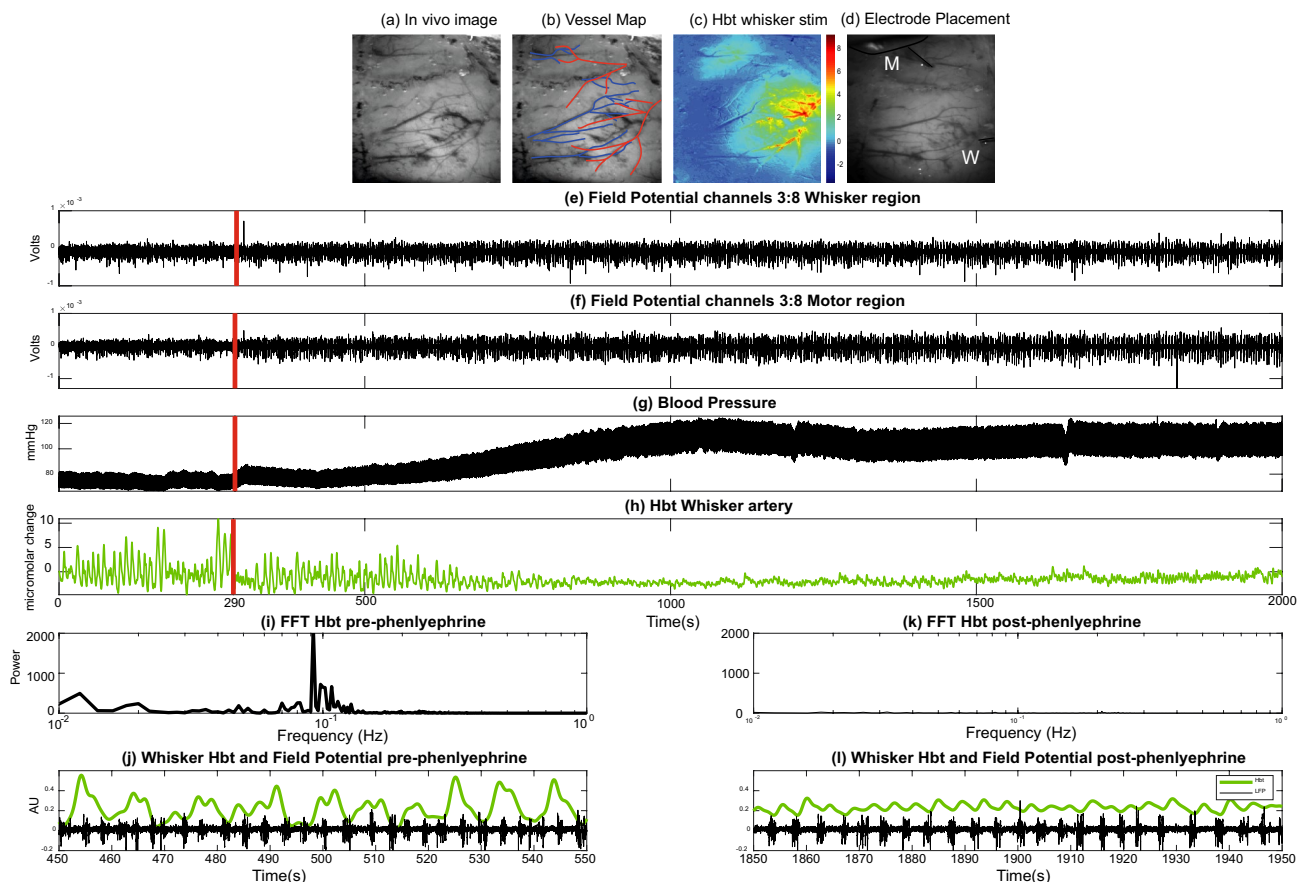 (a) In vivo image
(b) Vessel Map
(c) Hbt whisker stim
(d) Electrode Placement
8
6
4
2
0
-2
M
W
(e) Field Potential channels 3:8 Whisker region
× 10⁻³
1
0
-1
Volts
(f) Field Potential channels 3:8 Motor region
× 10⁻³
1
0
-1
Volts
(g) Blood Pressure
120
100
80
mmHg
(h) Hbt Whisker artery
10
5
0
micromolar change
0 290 500 1000 1500 2000
Time(s)
(i) FFT Hbt pre-phenlyephrine
2000
1000
0
Power
10⁻² 10⁻¹ 10⁰
Frequency (Hz)
(k) FFT Hbt post-phenlyephrine
2000
1000
0
10⁻² 10⁻¹ 10⁰
Frequency (Hz)
(j) Whisker Hbt and Field Potential pre-phenlyephrine
0.4
0.2
0
-0.2
AU
450 460 470 480 490 500 510 520 530 540 550
Time(s)
(l) Whisker Hbt and Field Potential post-phenlyephrine
Hbt
LFP
0.4
0.2
0
-0.2
1850 1860 1870 1880 1890 1900 1910 1920 1930 1940 1950
Time(s)